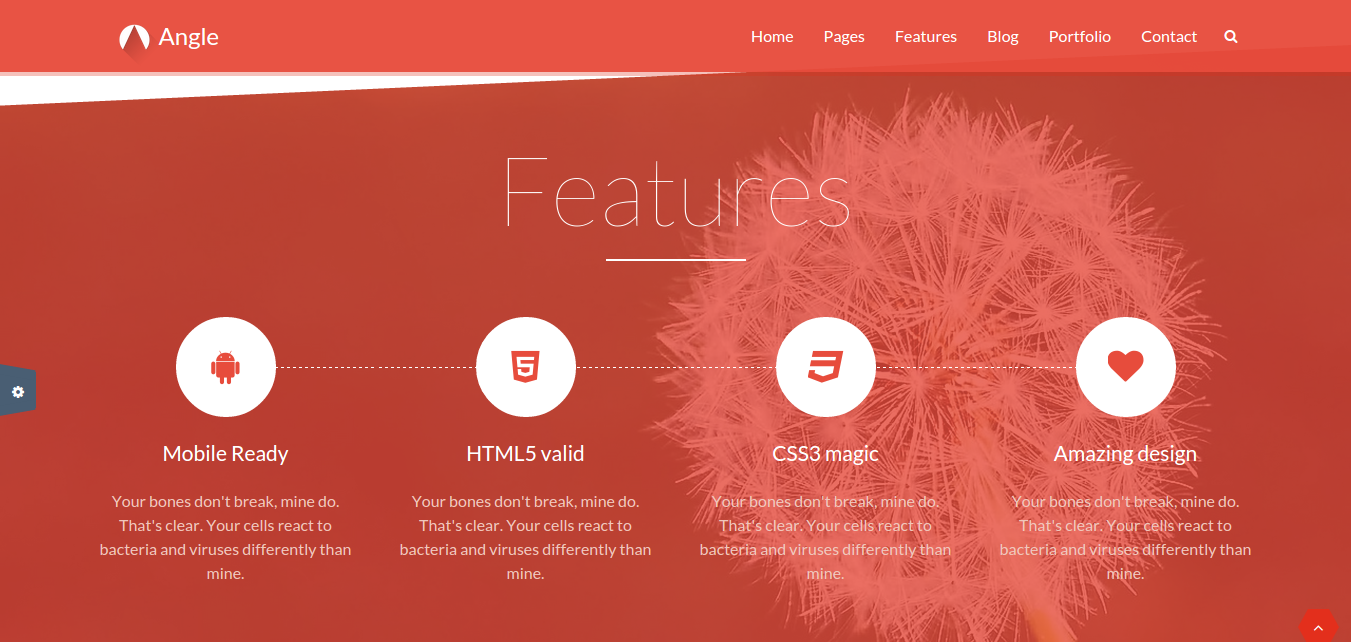 Angle
Home Pages Features Blog Portfolio Contact
Features
5
Mobile Ready
Your bones don't break, mine do.
That's clear. Your cells react to
bacteria and viruses differently than
mine.
HTML5 valid
Your bones don't break, mine do.
That's clear. Your cells react to
bacteria and viruses differently than
mine.
CSS3 magic
Your bones don't break, mine do.
That's clear. Your cells react to
bacteria and viruses differently than
mine.
Amazing design
Your bones don't break, mine do.
That's clear. Your cells react to
bacteria and viruses differently than
mine.